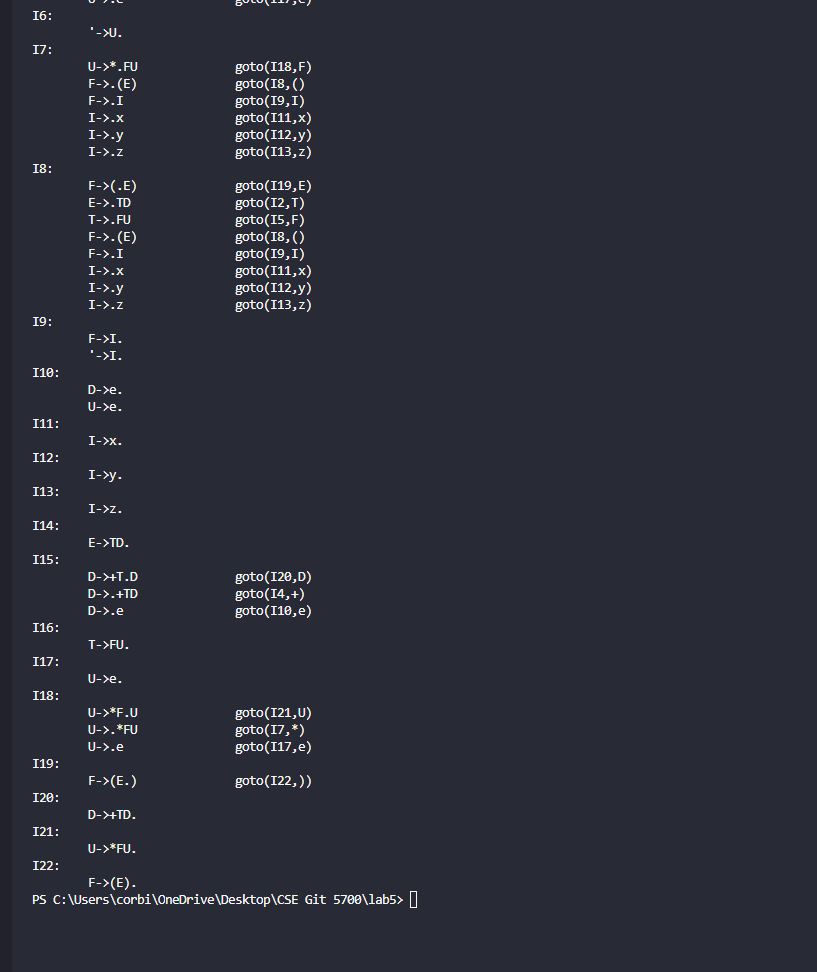 U->.e goto(I17,e)
I6:
'->U.
I7:
U->*.FU goto(I18,F)
F->.(E) goto(I8,()
F->.I goto(I9,I)
I->.x goto(I11,x)
I->.y goto(I12,y)
I->.z goto(I13,z)
I8:
F->(.E) goto(I19,E)
E->.TD goto(I2,T)
T->.FU goto(I5,F)
F->.(E) goto(I8,()
F->.I goto(I9,I)
I->.x goto(I11,x)
I->.y goto(I12,y)
I->.z goto(I13,z)
I9:
F->I.
'->I.
I10:
D->e.
U->e.
I11:
I->x.
I12:
I->y.
I13:
I->z.
I14:
E->TD.
I15:
D->+T.D goto(I20,D)
D->.+TD goto(I4,+)
D->.e goto(I10,e)
I16:
T->FU.
I17:
U->e.
I18:
U->*F.U goto(I21,U)
U->.*FU goto(I7,*)
U->.e goto(I17,e)
I19:
F->(E.) goto(I22,))
I20:
D->+TD.
I21:
U->*FU.
I22:
F->(E).
PS C:\Users\corbi\OneDrive\Desktop\CSE Git 5700\lab5>